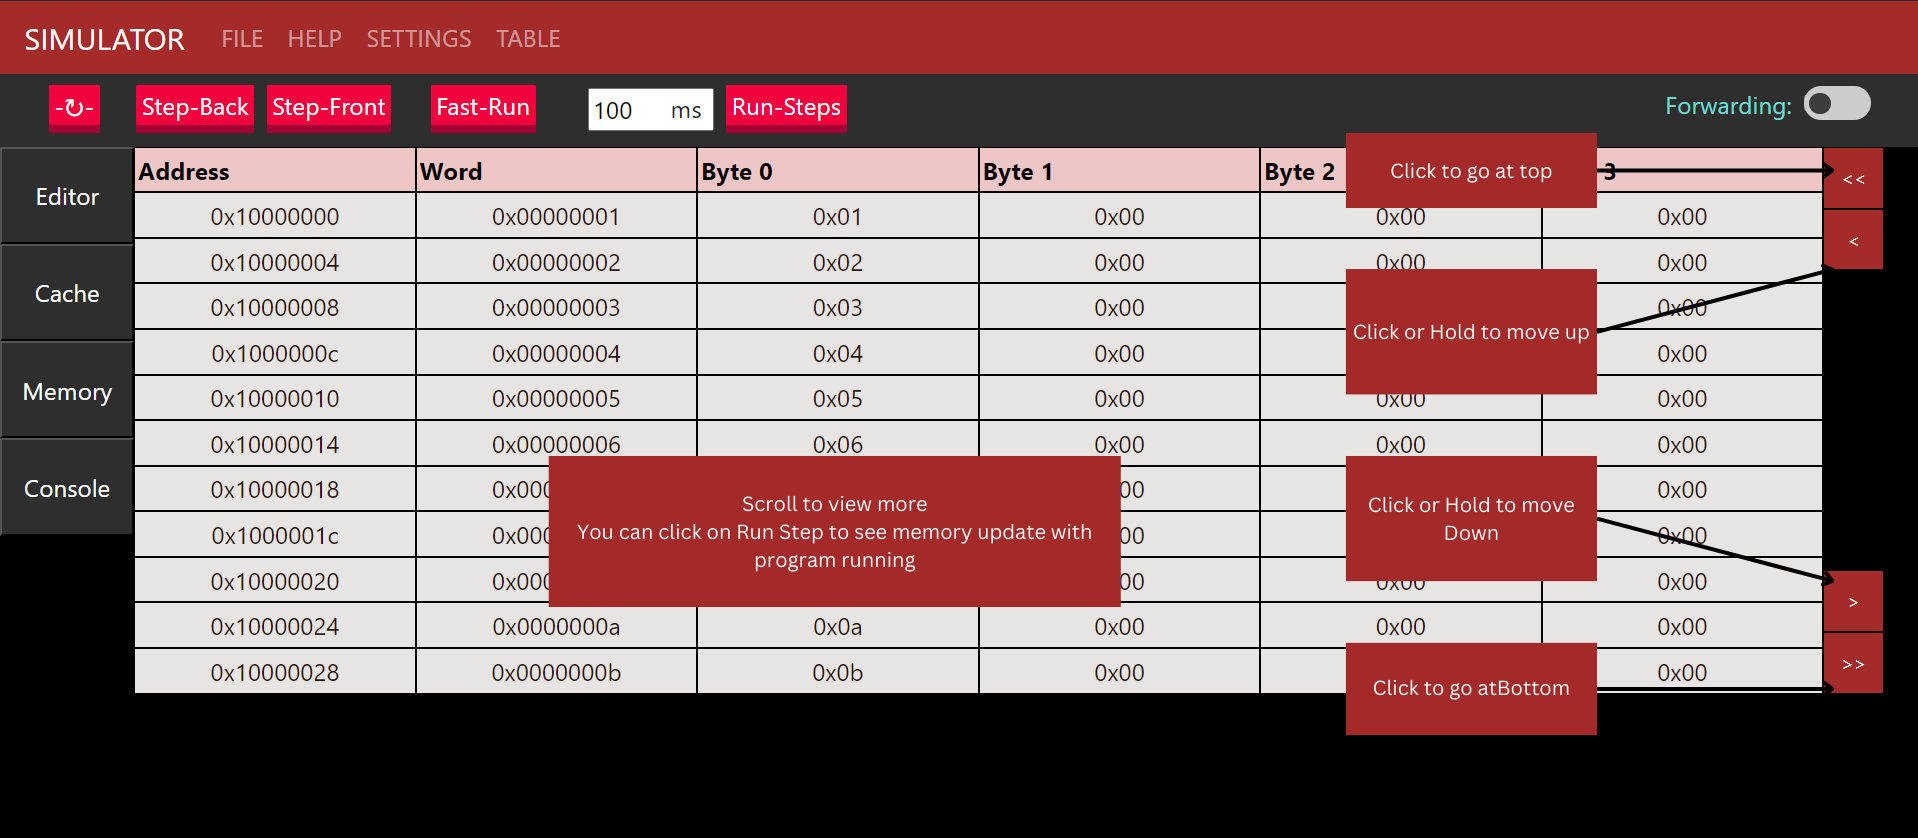 SIMULATOR FILE HELP SETTINGS TABLE
-↻- Step-Back Step-Front Fast-Run 100 ms Run-Steps Forwarding:
Editor
Cache
Memory
Console
Address Word Byte 0 Byte 1 Byte 2 3
0x10000000 0x00000001 0x01 0x00 0x00 0x00
0x10000004 0x00000002 0x02 0x00 0x00 0x00
0x10000008 0x00000003 0x03 0x00 0x00
0x1000000c 0x00000004 0x04 0x00 0x00
0x10000010 0x00000005 0x05 0x00 0x00 0x00
0x10000014 0x00000006 0x06 0x00 0x00 0x00
0x10000018 0x00
0x1000001c 0x00
0x10000020 0x00 0x00
0x10000024 0x0000000a 0x0a 0x00 0x00 0x00
0x10000028 0x0000000b 0x0b 0x00 0x00
Click to go at top
Click or Hold to move up
Scroll to view more
You can click on Run Step to see memory update with
program running
Click or Hold to move
Down
Click to go atBottom
<<
<
>
>>